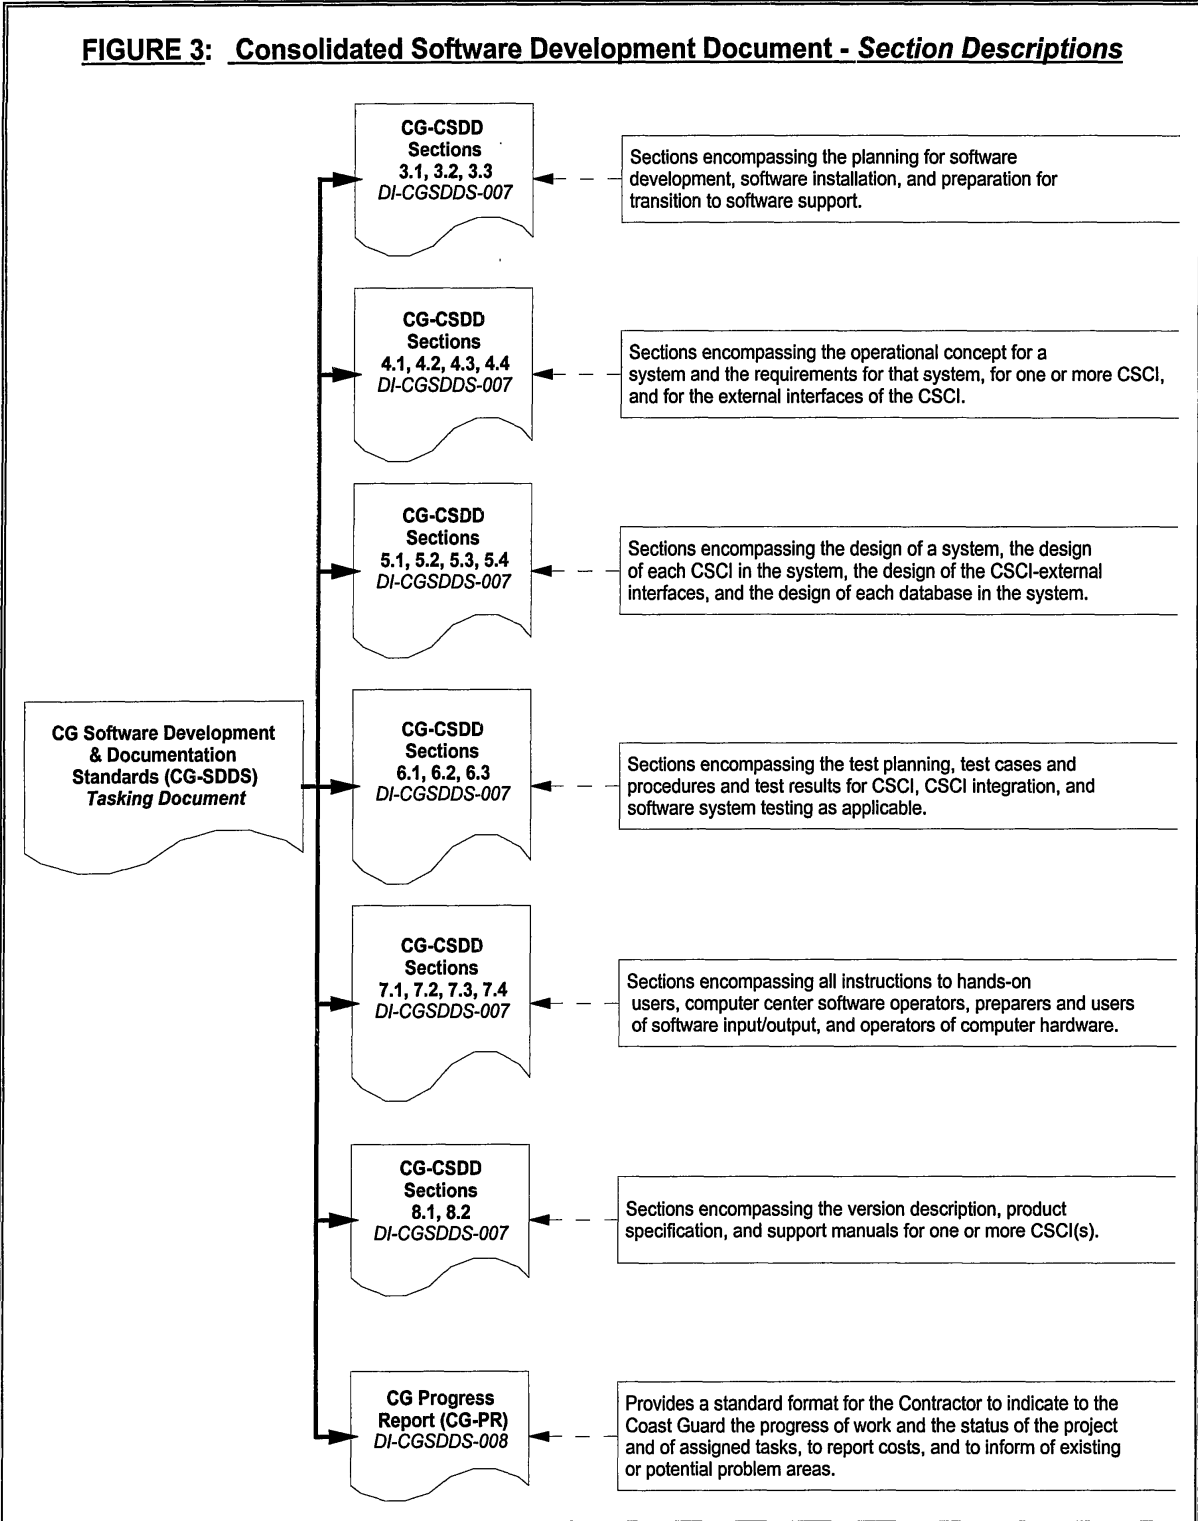 FIGURE 3: Consolidated Software Development Document - Section Descriptions
CG-CSDD
Sections
3.1, 3.2, 3.3
DI-CGSDDS-007
Sections encompassing the planning for software
development, software installation, and preparation for
transition to software support.
CG-CSDD
Sections
4.1, 4.2, 4.3, 4.4
DI-CGSDDS-007
Sections encompassing the operational concept for a
system and the requirements for that system, for one or more CSCI,
and for the external interfaces of the CSCI.
CG-CSDD
Sections
5.1, 5.2, 5.3, 5.4
DI-CGSDDS-007
Sections encompassing the design of a system, the design
of each CSCI in the system, the design of the CSCI-external
interfaces, and the design of each database in the system.
CG Software Development
& Documentation
Standards (CG-SDDS)
Tasking Document
CG-CSDD
Sections
6.1, 6.2, 6.3
DI-CGSDDS-007
Sections encompassing the test planning, test cases and
procedures and test results for CSCI, CSCI integration, and
software system testing as applicable.
CG-CSDD
Sections
7.1, 7.2, 7.3, 7.4
DI-CGSDDS-007
Sections encompassing all instructions to hands-on
users, computer center software operators, preparers and users
of software input/output, and operators of computer hardware.
CG-CSDD
Sections
8.1, 8.2
DI-CGSDDS-007
Sections encompassing the version description, product
specification, and support manuals for one or more CSCI(s).
CG Progress
Report (CG-PR)
DI-CGSDDS-008
Provides a standard format for the Contractor to indicate to the
Coast Guard the progress of work and the status of the project
and of assigned tasks, to report costs, and to inform of existing
or potential problem areas.